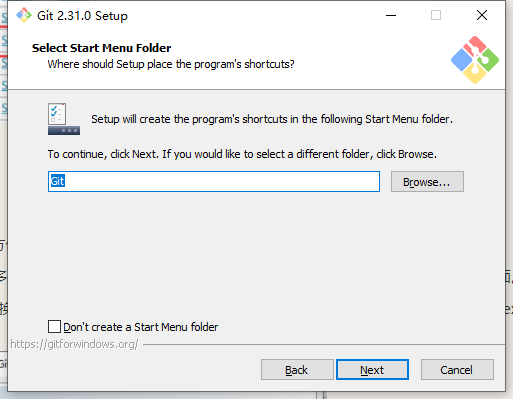 Git 2.31.0 Setup
Select Start Menu Folder
Where should Setup place the program's shortcuts?
Setup will create the program's shortcuts in the following Start Menu folder.
To continue, click Next. If you would like to select a different folder, click Browse.
Git
Browse...
Don't create a Start Menu folder
https://gitforwindows.org/
Back
Next
Cancel